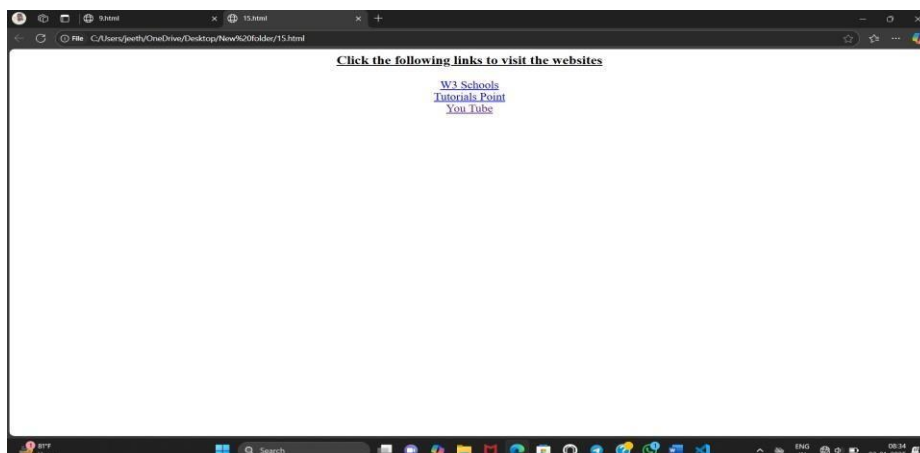 9.html
15.html
File C:/Users/jeeth/OneDrive/Desktop/New%20folder/15.html
Click the following links to visit the websites
W3 Schools
Tutorials Point
You Tube
81°F
Search
ENG
08:34